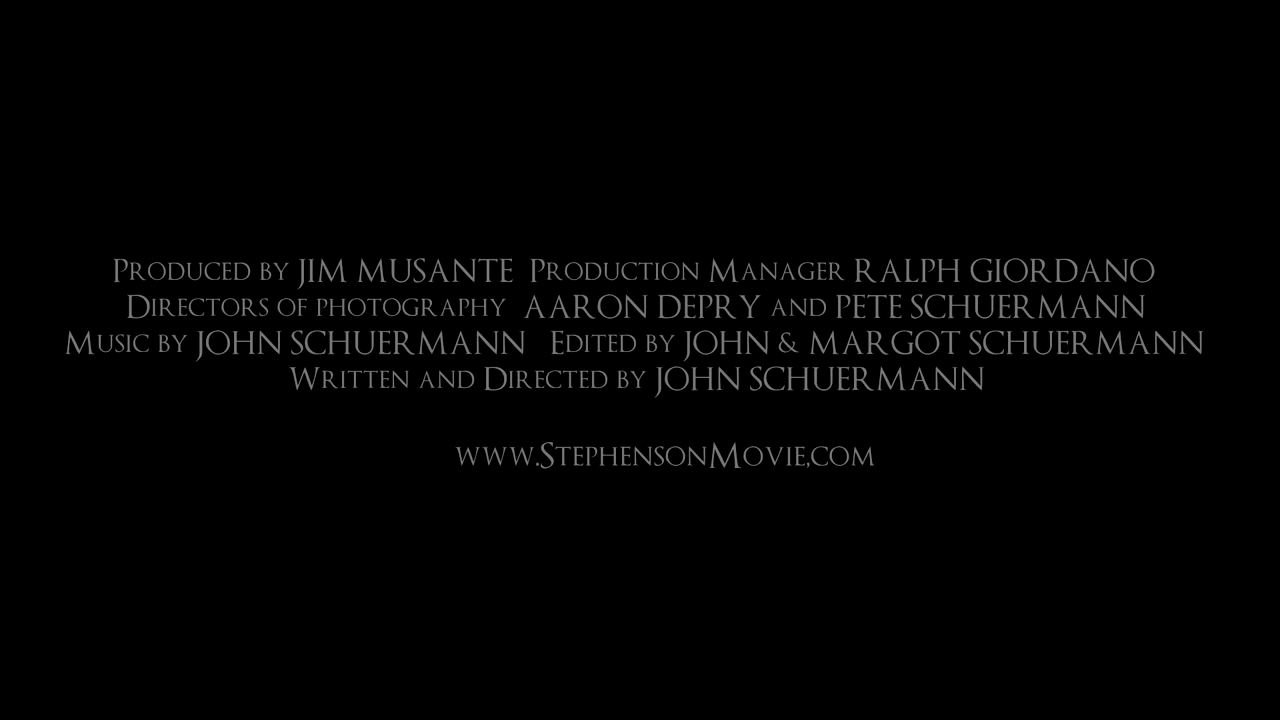 Produced by JIM MUSANTE Production Manager RALPH GIORDANO
Directors of photography AARON DEPRY and PETE SCHUERMANN
Music by JOHN SCHUERMANN Edited by JOHN & MARGOT SCHUERMANN
Written and Directed by JOHN SCHUERMANN
www.StephensonMovie,com